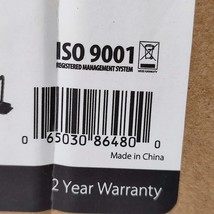 ISO 9001
REGISTERED MANAGEMENT SYSTEM
0 65030 86480 0
Made in China
2 Year Warranty